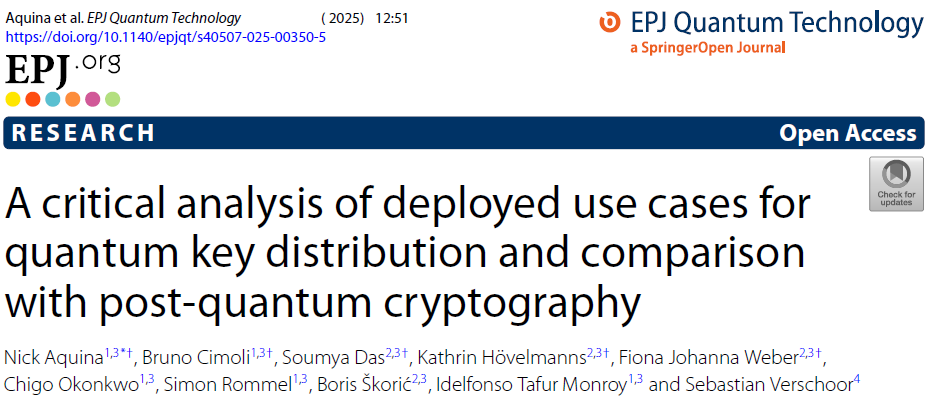 Aquina et al. EPJ Quantum Technology (2025) 12:51
https://doi.org/10.1140/epjqt/s40507-025-00350-5
EPJ Quantum Technology
a SpringerOpen Journal
EPJ.org
RESEARCH Open Access
Check for
updates
A critical analysis of deployed use cases for
quantum key distribution and comparison
with post-quantum cryptography
Nick Aquina1,3*†, Bruno Cimoli1,3†, Soumya Das2,3†, Kathrin Hövelmanns2,3†, Fiona Johanna Weber2,3†,
Chigo Okonkwo1,3, Simon Rommel1,3, Boris Škorić2,3, Idelfonso Tafur Monroy1,3 and Sebastian Verschoor4